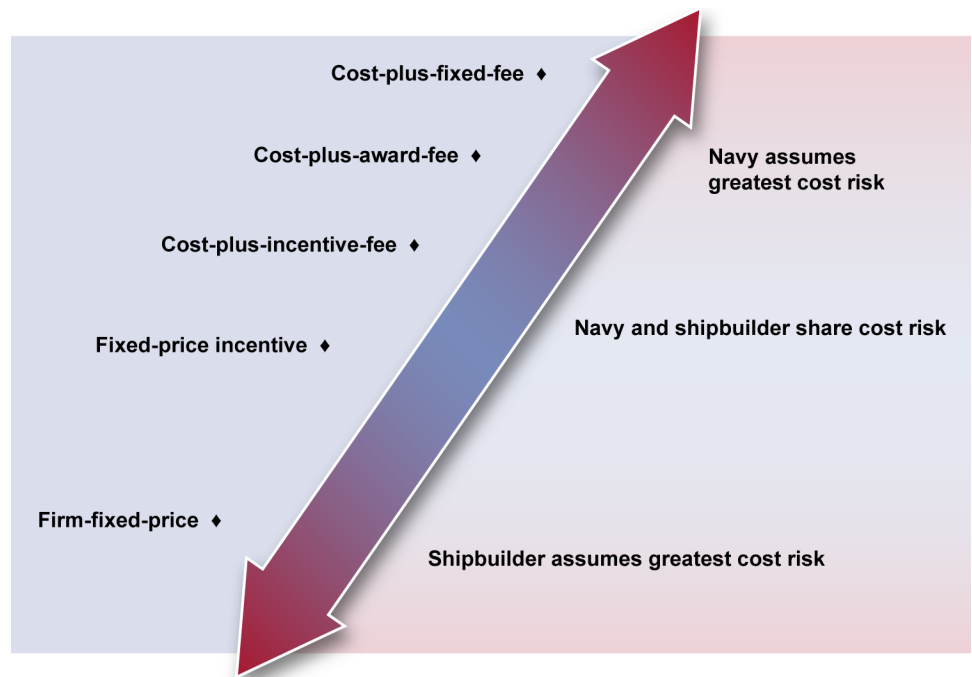 Cost-plus-fixed-fee ♦
Cost-plus-award-fee ♦
Navy assumes
greatest cost risk
Cost-plus-incentive-fee ♦
Navy and shipbuilder share cost risk
Fixed-price incentive ♦
Firm-fixed-price ♦
Shipbuilder assumes greatest cost risk